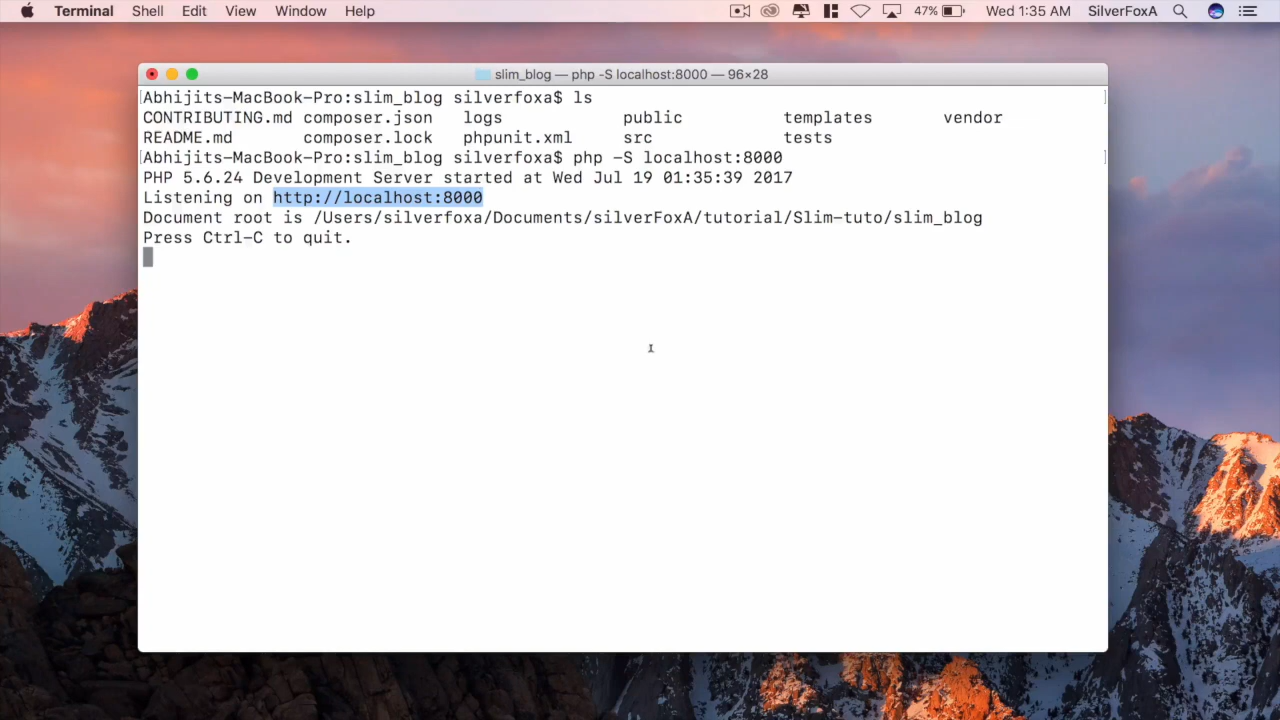 Terminal Shell Edit View Window Help 47% Wed 1:35 AM SilverFoxA
slim_blog — php -S localhost:8000 — 96×28
Abhijits-MacBook-Pro:slim_blog silverfoxa$ ls
CONTRIBUTING.md composer.json logs public templates vendor
README.md composer.lock phpunit.xml src tests
Abhijits-MacBook-Pro:slim_blog silverfoxa$ php -S localhost:8000
PHP 5.6.24 Development Server started at Wed Jul 19 01:35:39 2017
Listening on http://localhost:8000
Document root is /Users/silverfoxa/Documents/silverFoxA/tutorial/Slim-tuto/slim_blog
Press Ctrl-C to quit.